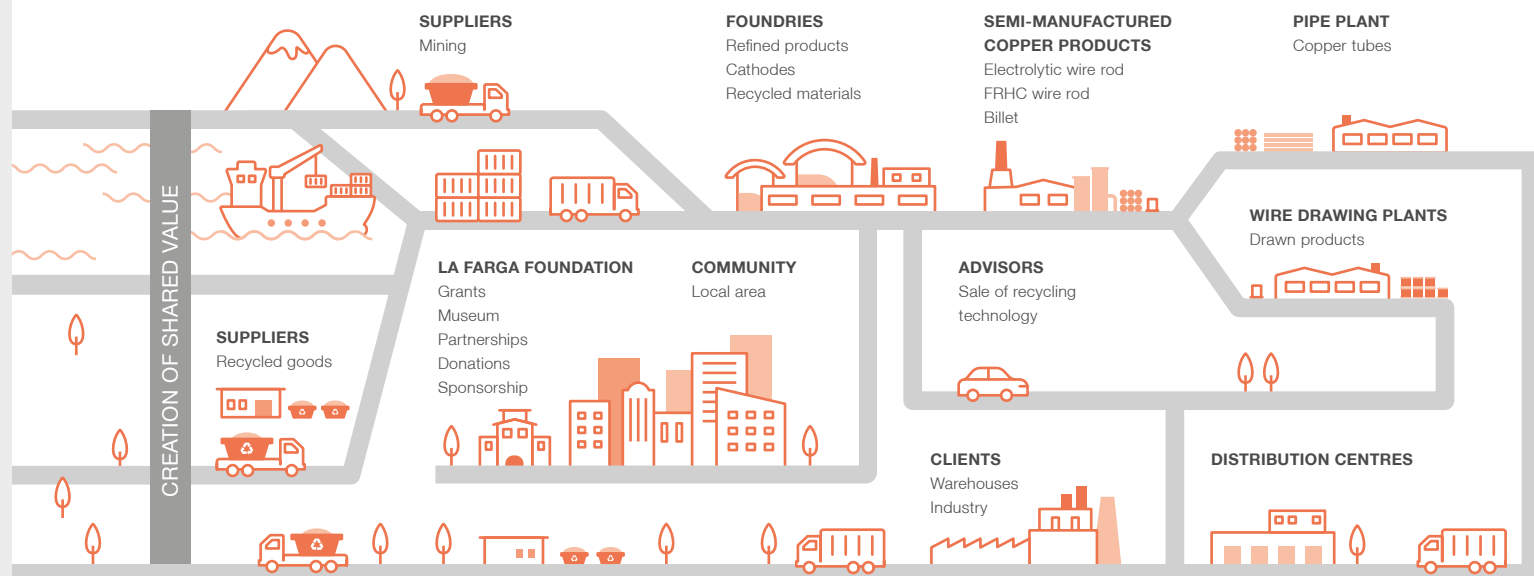 SUPPLIERS
Mining
FOUNDRIES
Refined products
Cathodes
Recycled materials
SEMI-MANUFACTURED
COPPER PRODUCTS
Electrolytic wire rod
FRHC wire rod
Billet
PIPE PLANT
Copper tubes
CREATION OF SHARED VALUE
WIRE DRAWING PLANTS
Drawn products
LA FARGA FOUNDATION
Grants
Museum
Partnerships
Donations
Sponsorship
COMMUNITY
Local area
ADVISORS
Sale of recycling
technology
SUPPLIERS
Recycled goods
CLIENTS
Warehouses
Industry
DISTRIBUTION CENTRES